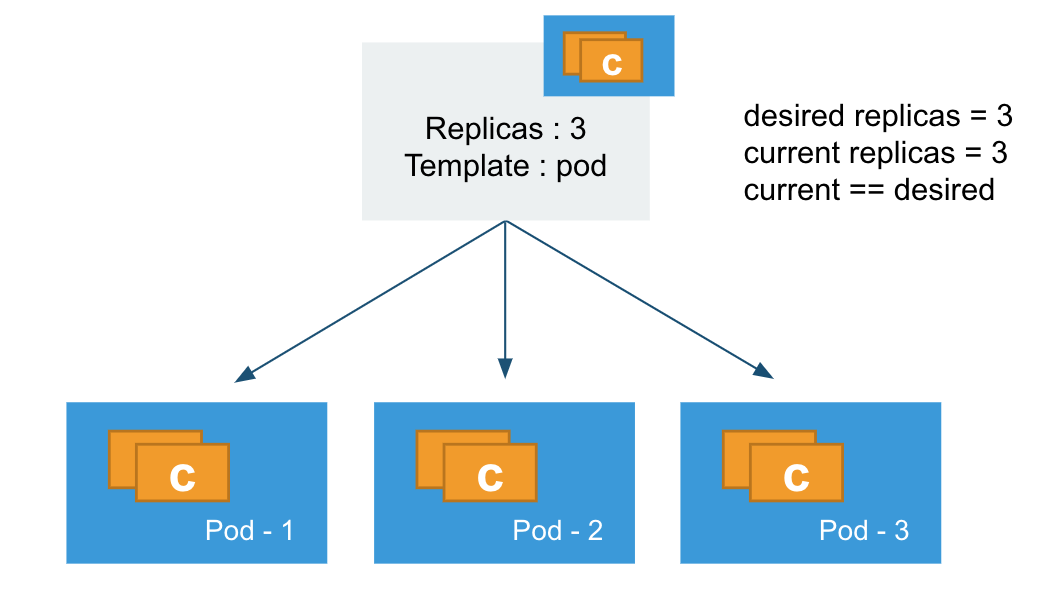 c
Replicas : 3
Template : pod
desired replicas = 3
current replicas = 3
current == desired
c
Pod - 1
c
Pod - 2
c
Pod - 3